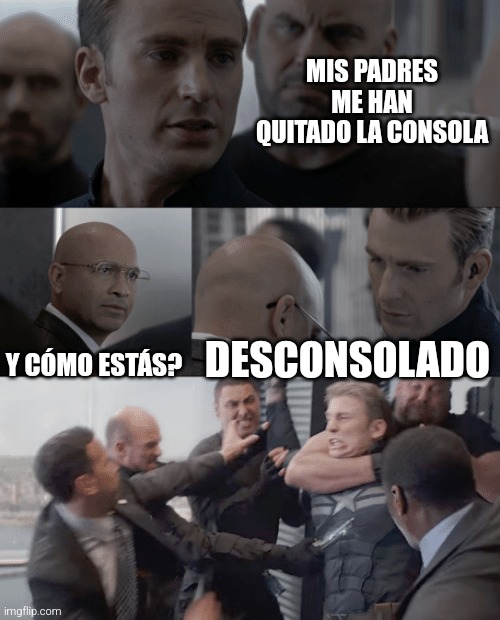 MIS PADRES
ME HAN
QUITADO LA CONSOLA
Y CÓMO ESTÁS?
DESCONSOLADO
imgflip.com